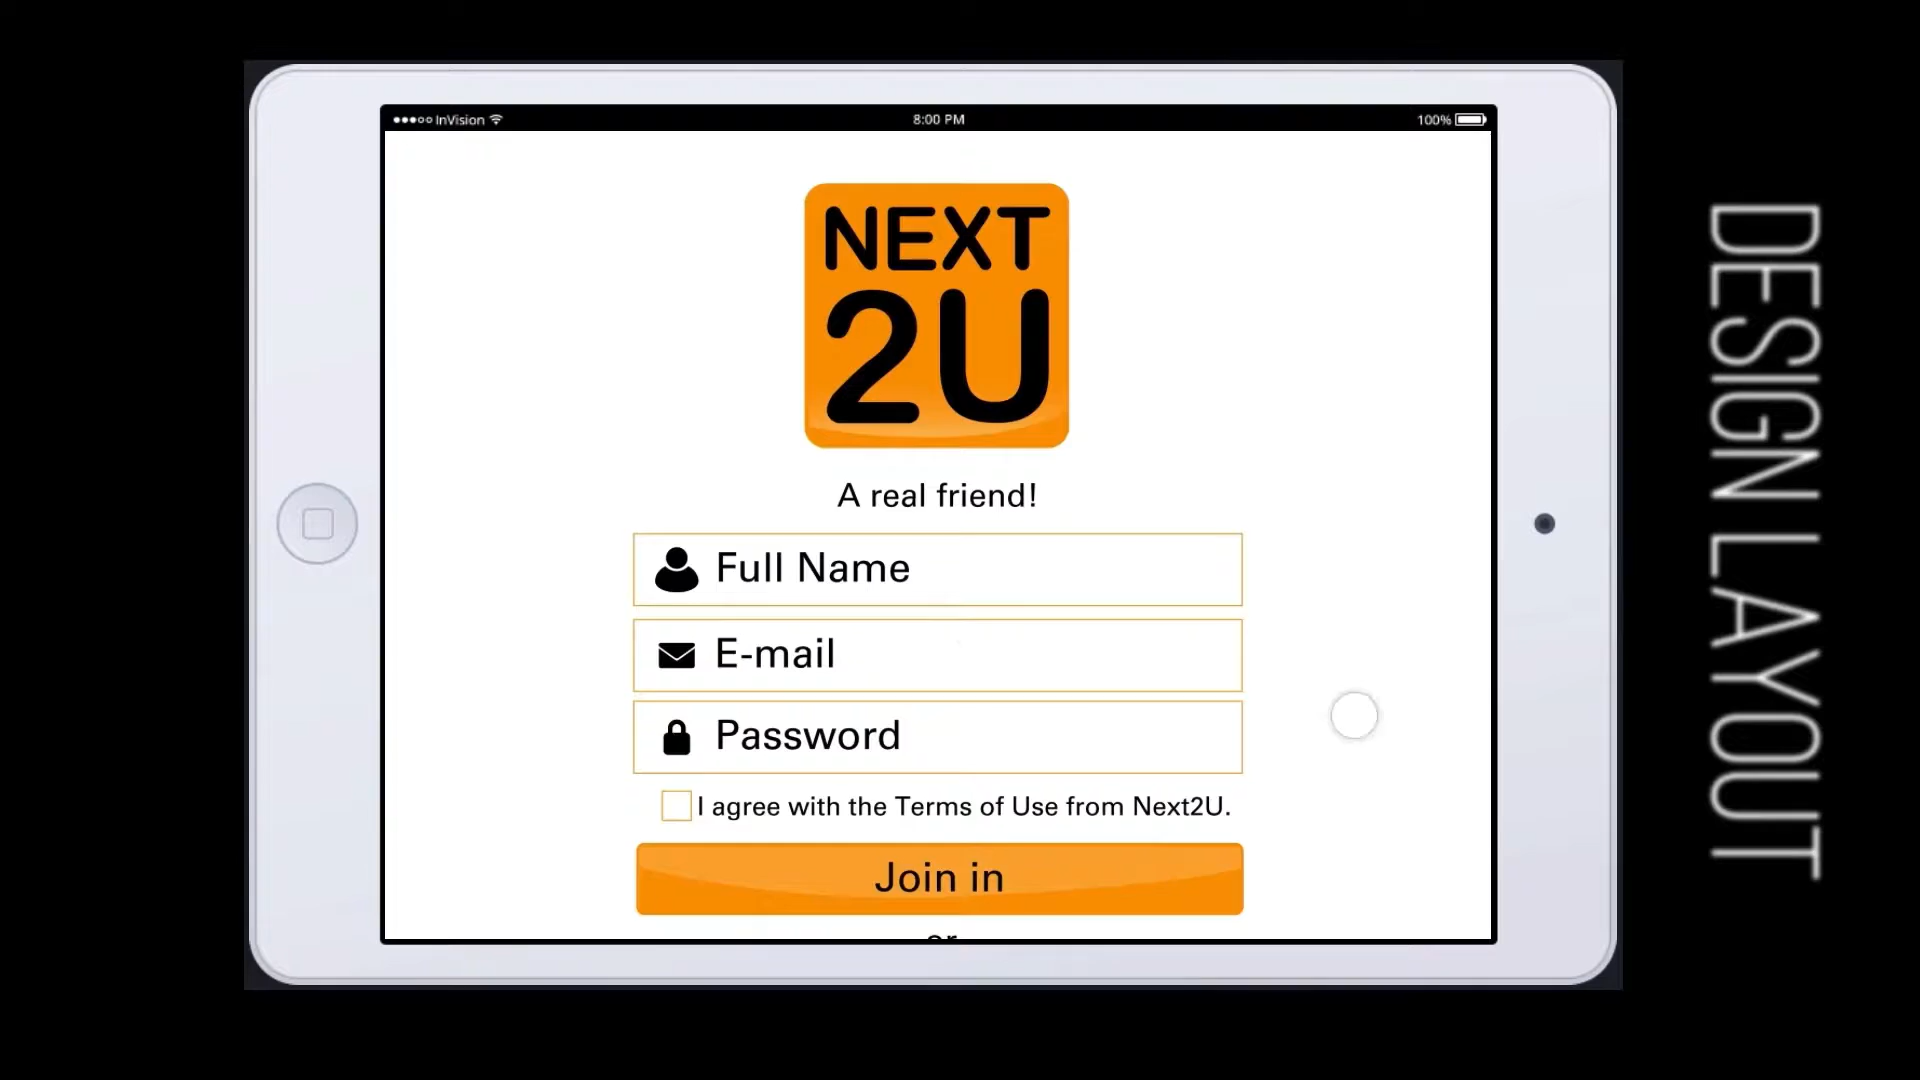 InVision
8:00 PM
100%
NEXT
2U
A real friend!
Full Name
E-mail
Password
I agree with the Terms of Use from Next2U.
Join in
or
DESIGN LAYOUT